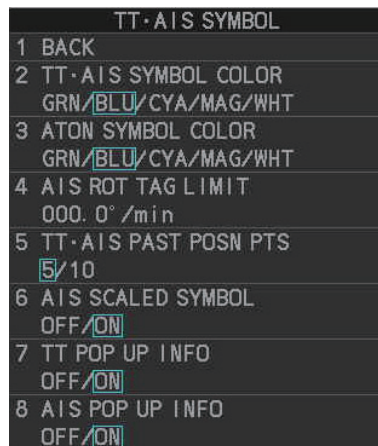 TT·AIS SYMBOL
1 BACK
2 TT·AIS SYMBOL COLOR
GRN/BLU/CYA/MAG/WHT
3 ATON SYMBOL COLOR
GRN/BLU/CYA/MAG/WHT
4 AIS ROT TAG LIMIT
000.0°/min
5 TT·AIS PAST POSN PTS
5/10
6 AIS SCALED SYMBOL
OFF/ON
7 TT POP UP INFO
OFF/ON
8 AIS POP UP INFO
OFF/ON